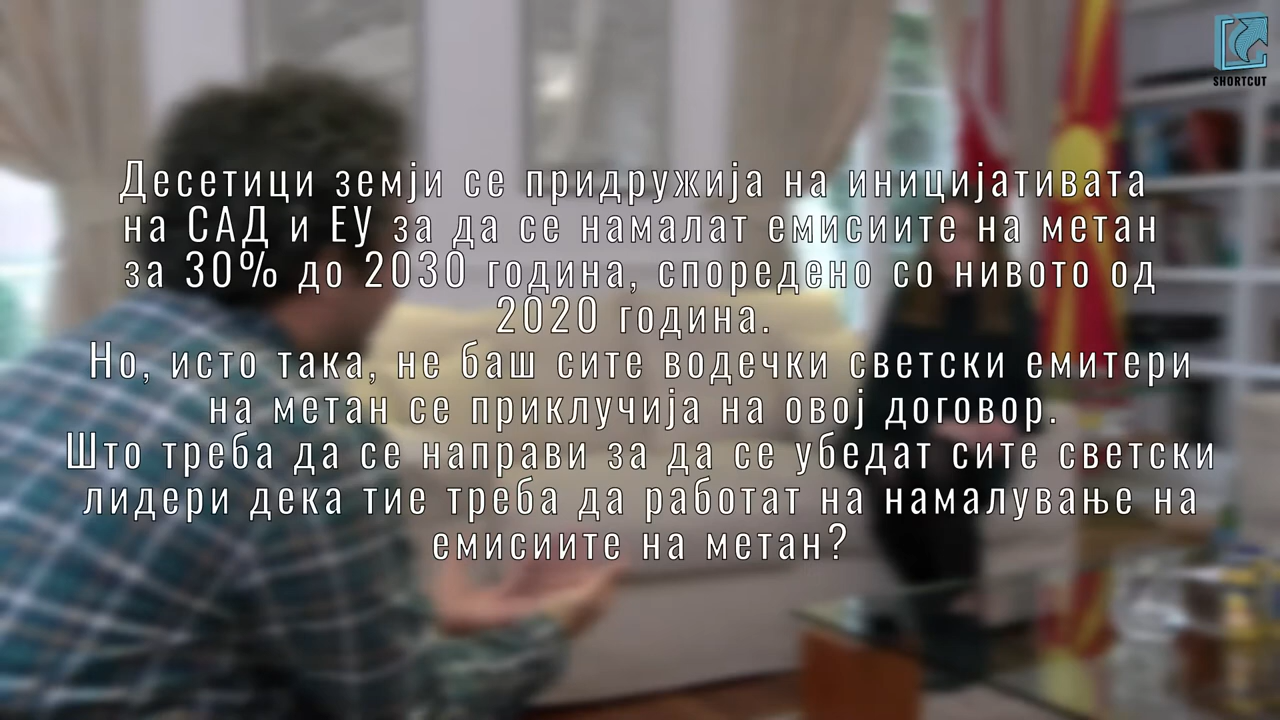 SHORTCUT
Десетици земји се придружија на иницијативата
на САД и ЕУ за да се намалат емисиите на метан
за 30% до 2030 година, споредено со нивото од
2020 година.
Но, исто така, не баш сите водечки светски емитери
на метан се приклучија на овој договор.
Што треба да се направи за да се убедат сите светски
лидери дека тие треба да работат на намалување на
емисиите на метан?